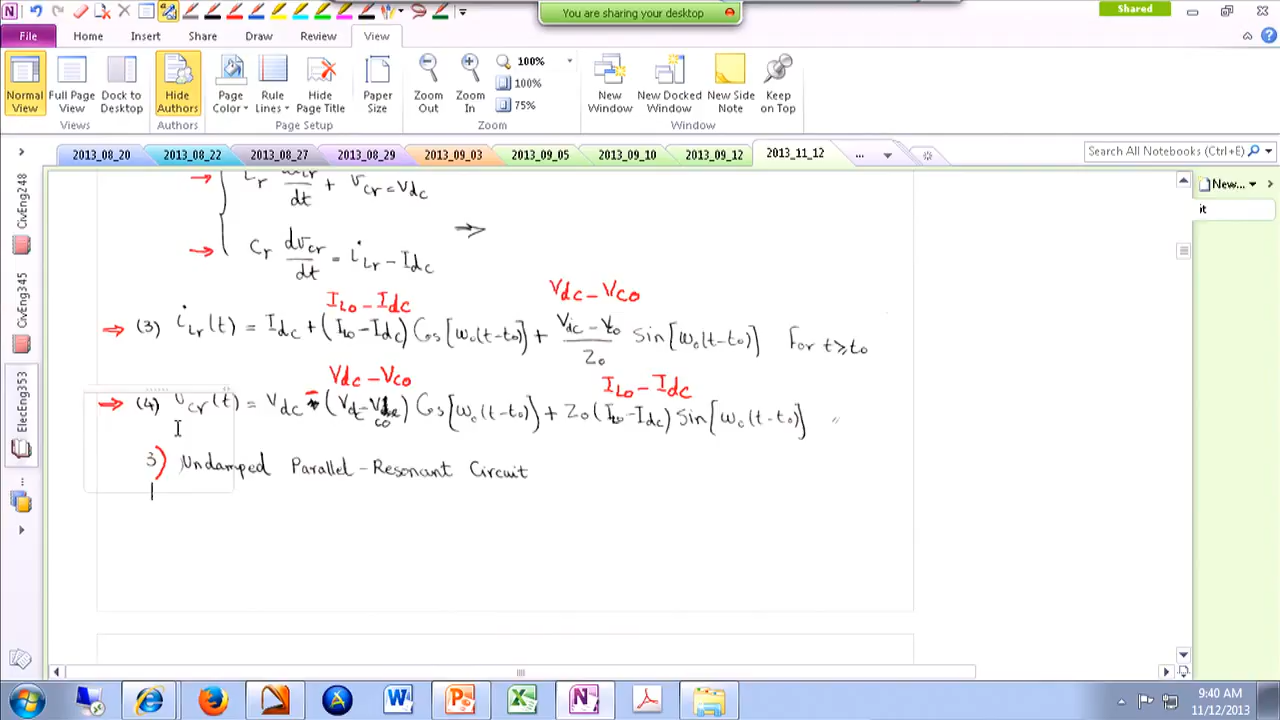 You are sharing your desktop
Shared
File Home Insert Share Draw Review View
Normal View
Full Page View
Dock to Desktop
Hide Authors
Page Color
Rule Lines
Hide Page Title
Paper Size
Zoom Out
Zoom In
100%
100%
75%
New Window
New Docked Window
New Side Note
Keep on Top
Views Authors Page Setup Zoom Window
2013_08_20 2013_08_22 2013_08_27 2013_08_29 2013_09_03 2013_09_05 2013_09_10 2013_09_12 2013_11_12 ...
Search All Notebooks (Ctrl+E)
New...
it
CivEng248
CivEng345
ElecEng353
dt + Vcr = Vdc
Cr dvcr/dt = iLr - Idc
ILo - Idc Vdc - Vco
(3) iLr(t) = Idc + (ILo - Idc) Cos[ωo(t-to)] + Vdc - Vco / Zo Sin[ωo(t-to)] For t≥to
Vdc - Vco ILo - Idc
(4) Vcr(t) = Vdc - (Vdc - Vco) Cos[ωo(t-to)] + Zo(ILo - Idc) Sin[ωo(t-to)] "
3) Undamped Parallel-Resonant Circuit
9:40 AM
11/12/2013